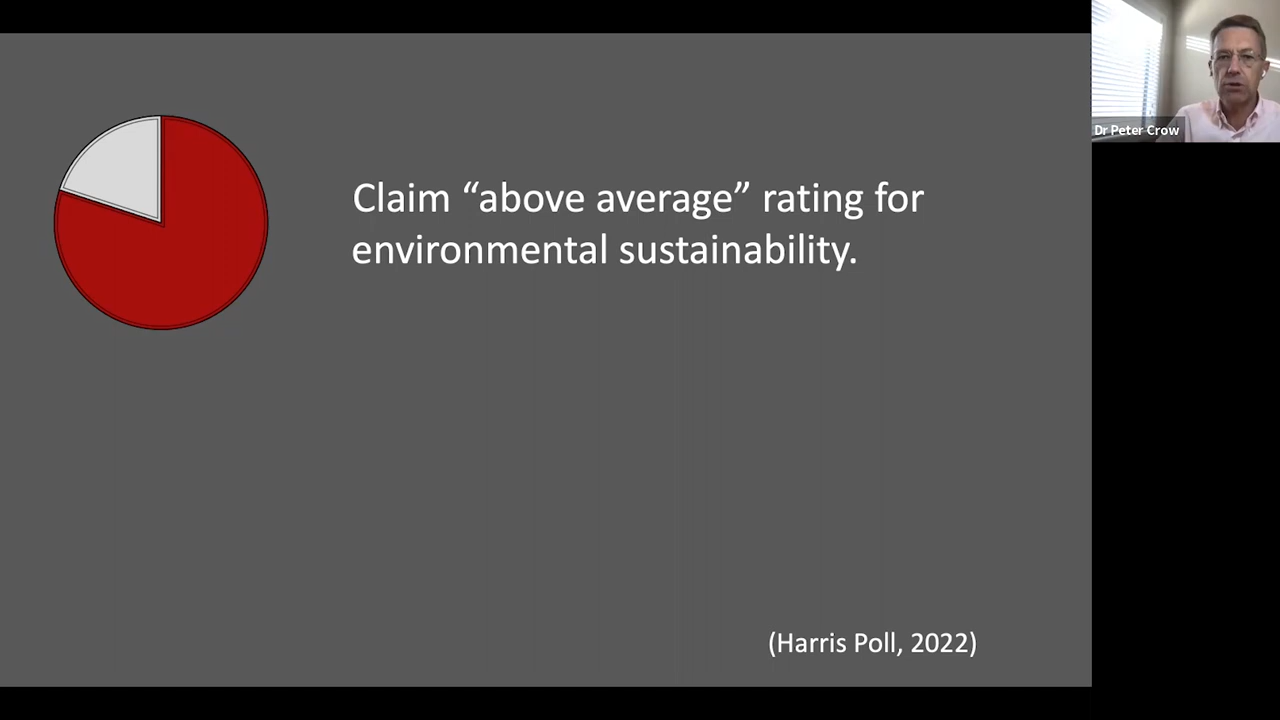 Claim “above average” rating for
environmental sustainability.
(Harris Poll, 2022)
Dr Peter Crow